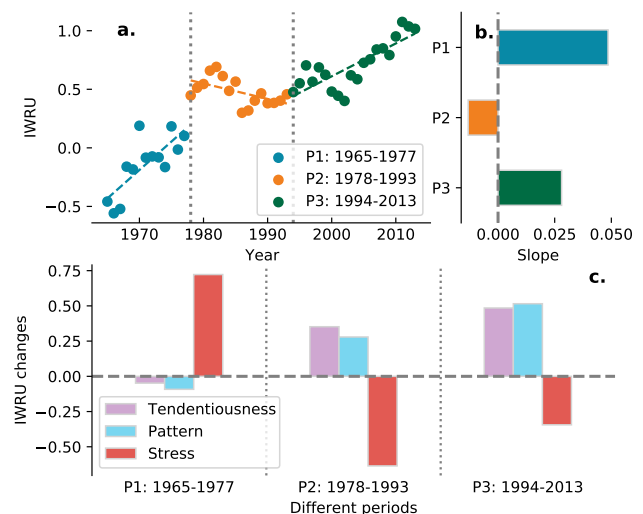 a.
IWRU
1.0
0.5
0.0
−0.5
P1: 1965-1977
P2: 1978-1993
P3: 1994-2013
1970
1980
1990
2000
2010
Year
b.
P1
P2
P3
0.000
0.025
0.050
Slope
c.
IWRU changes
0.75
0.50
0.25
0.00
−0.25
−0.50
Tendentiousness
Pattern
Stress
P1: 1965-1977
P2: 1978-1993
P3: 1994-2013
Different periods